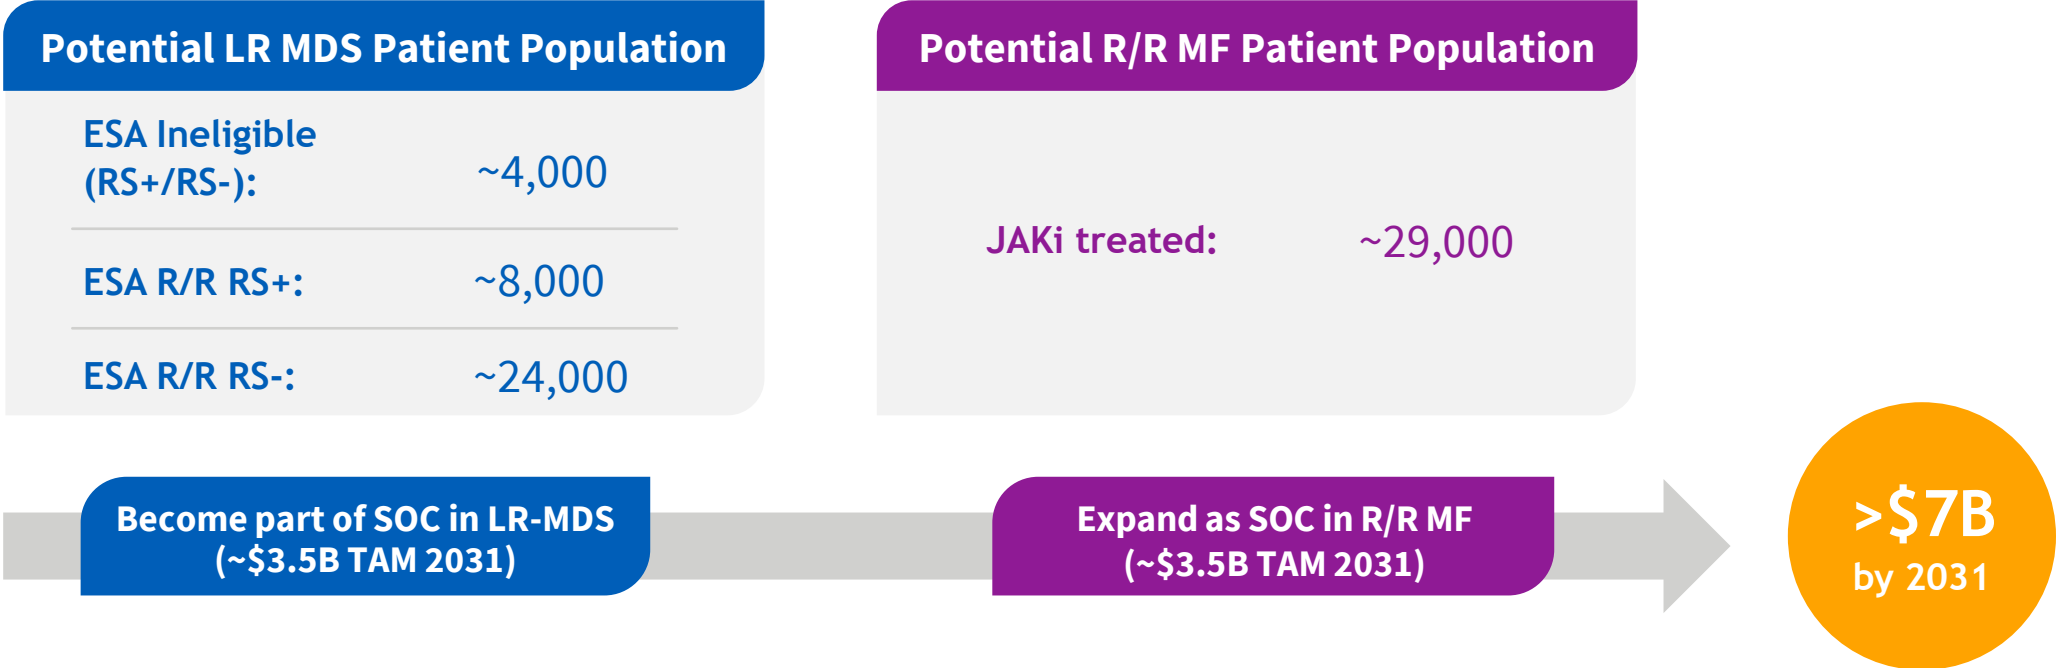 Potential LR MDS Patient Population
ESA Ineligible
(RS+/RS-):
~4,000
ESA R/R RS+:
~8,000
ESA R/R RS-:
~24,000
Potential R/R MF Patient Population
JAKi treated:
~29,000
Become part of SOC in LR-MDS
(~$3.5B TAM 2031)
Expand as SOC in R/R MF
(~$3.5B TAM 2031)
>$7B
by 2031